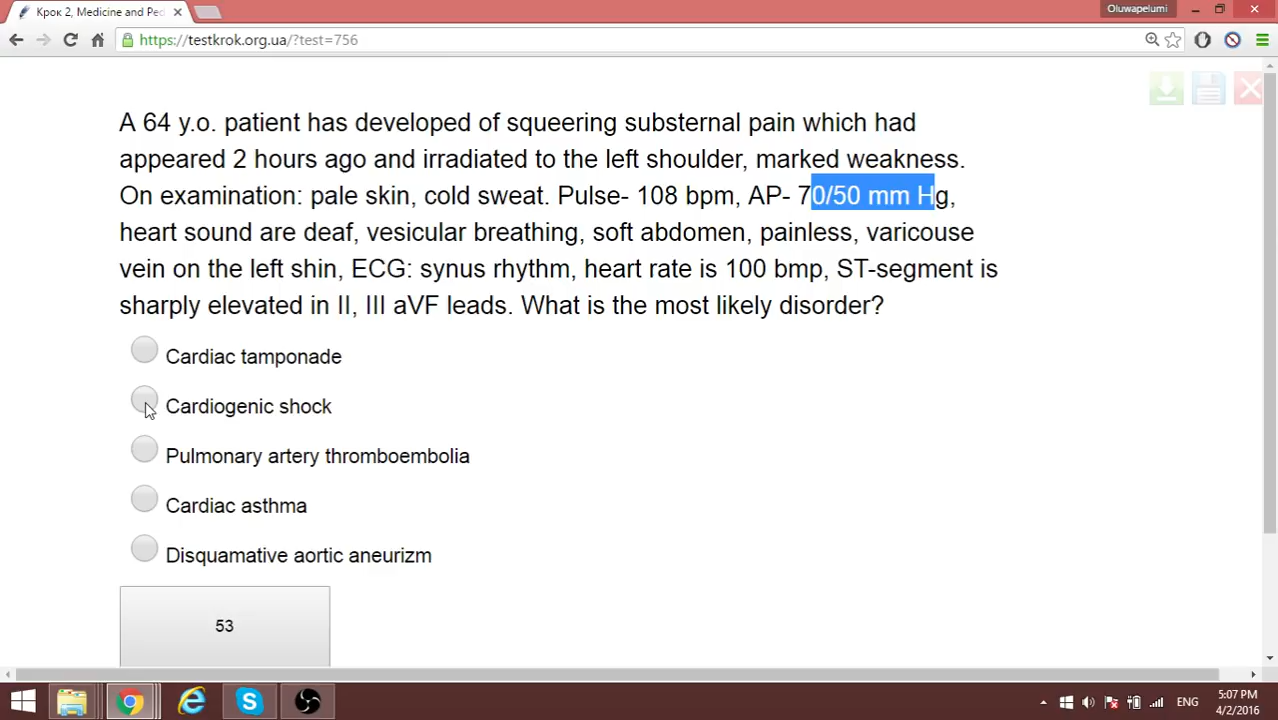 Крок 2, Medicine and Pec
Oluwapelumi
https://testkrok.org.ua/?test=756
A 64 y.o. patient has developed of squeering substernal pain which had
appeared 2 hours ago and irradiated to the left shoulder, marked weakness.
On examination: pale skin, cold sweat. Pulse- 108 bpm, AP- 70/50 mm Hg,
heart sound are deaf, vesicular breathing, soft abdomen, painless, varicouse
vein on the left shin, ECG: synus rhythm, heart rate is 100 bmp, ST-segment is
sharply elevated in II, III aVF leads. What is the most likely disorder?
Cardiac tamponade
Cardiogenic shock
Pulmonary artery thromboembolia
Cardiac asthma
Disquamative aortic aneurizm
53
ENG
5:07 PM
4/2/2016